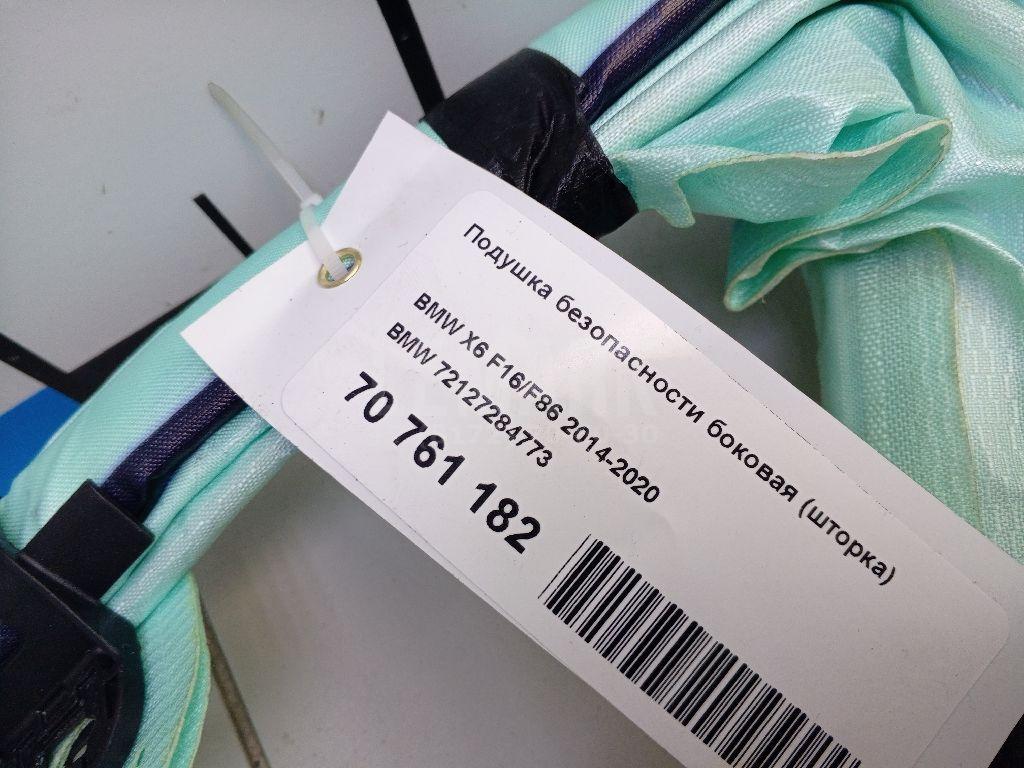 Подушка безопасности боковая (шторка)
BMW X6 F16/F86 2014-2020
BMW 72127284773
70 761 182